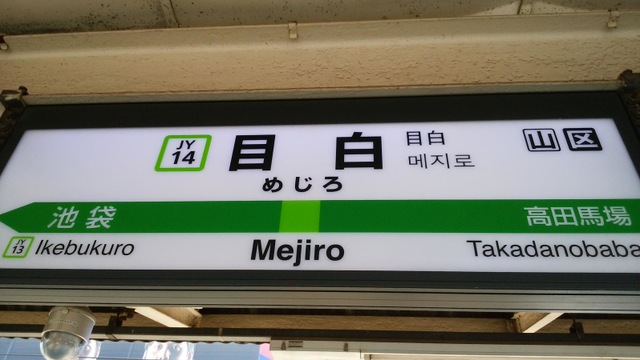 JY 14 目白 目白 山 区
めじろ 메지로
池袋 高田馬場
JY 13 Ikebukuro Mejiro Takadanobaba